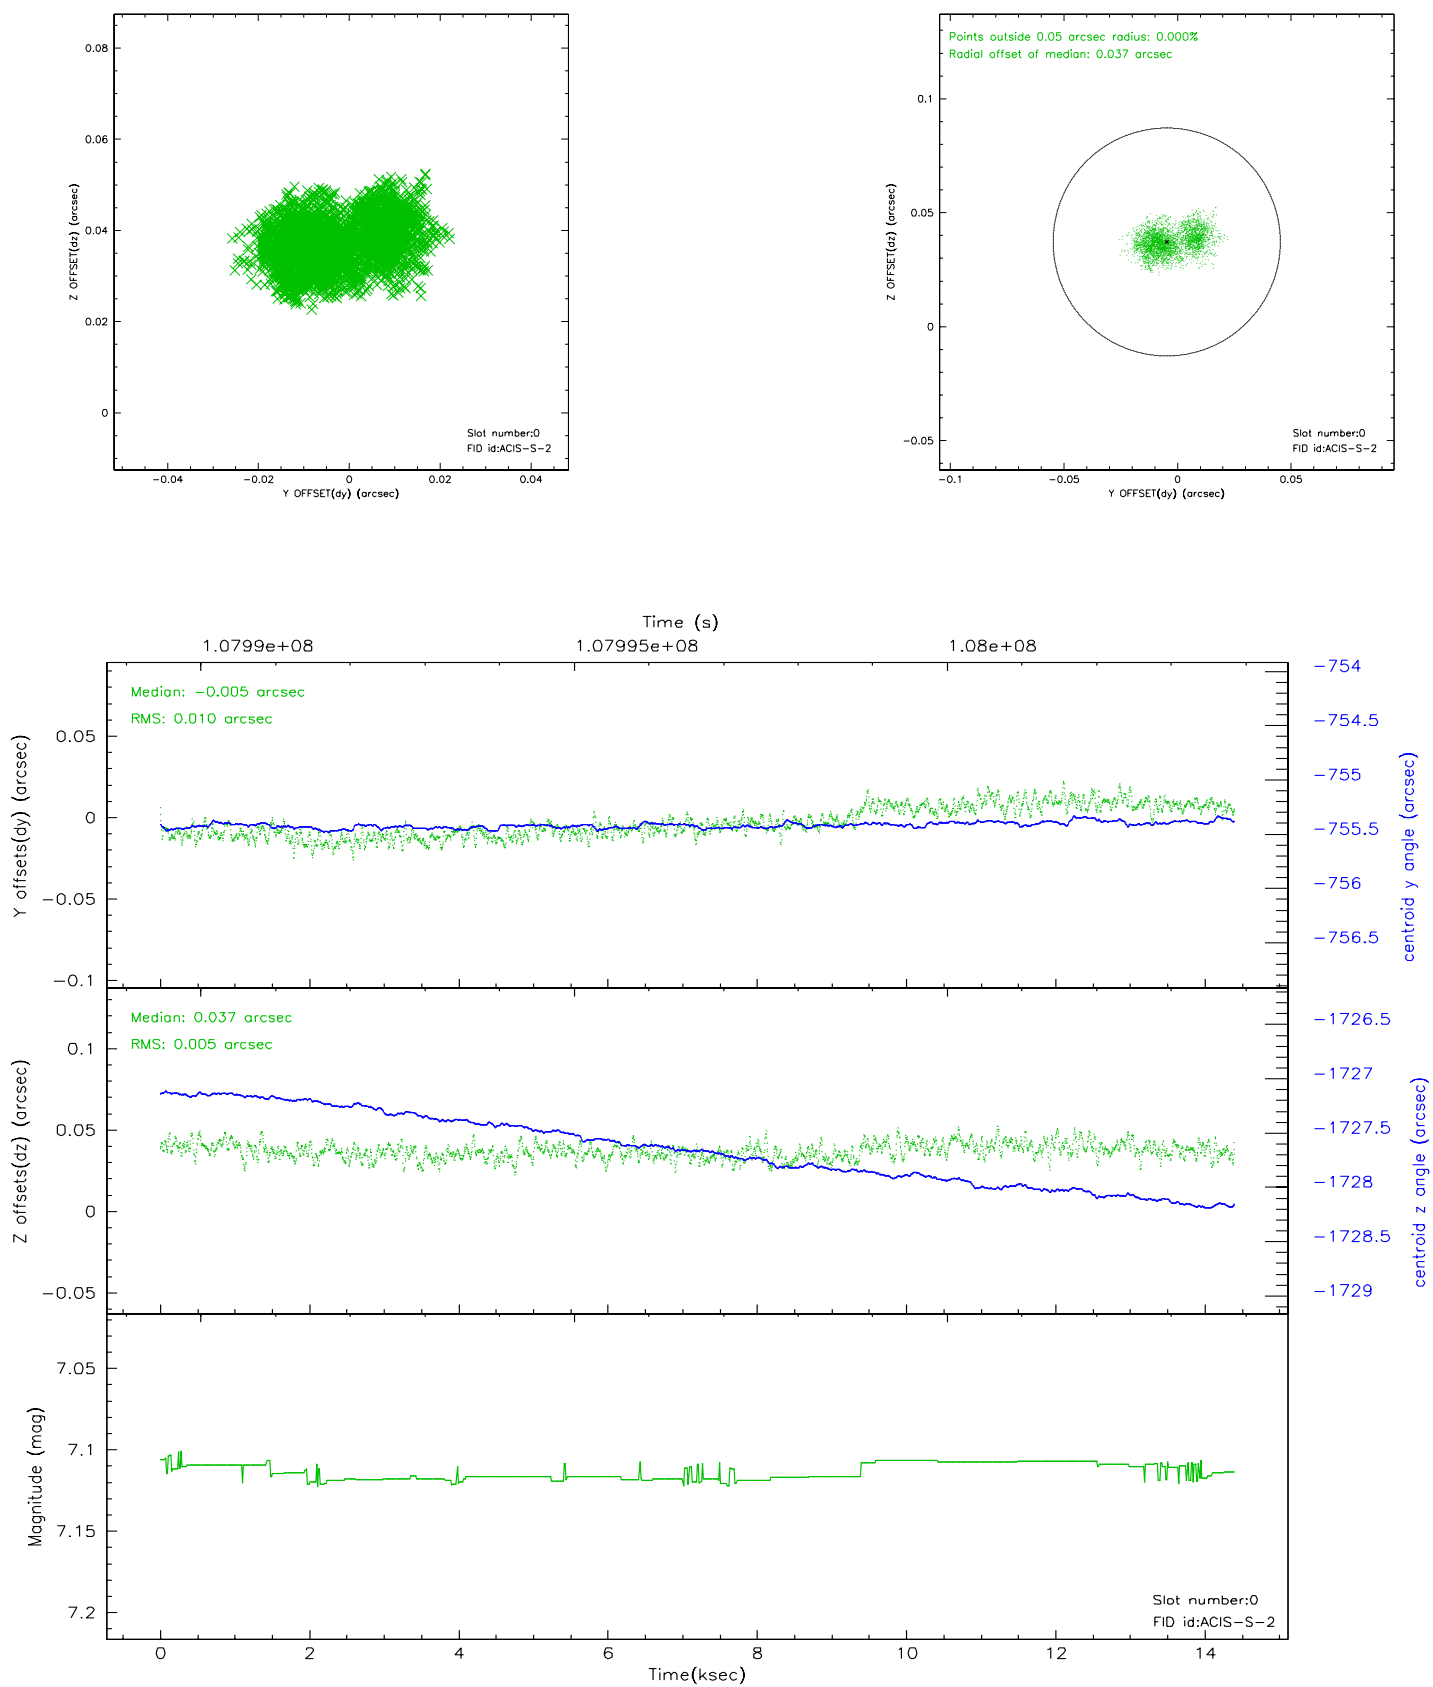 0.08
0.06
0.04
0.02
0
Z OFFSET(dz) (arcsec)
Slot number:0
FID id:ACIS-S-2
-0.04
-0.02
0
0.02
0.04
Y OFFSET(dy) (arcsec)
Points outside 0.05 arcsec radius: 0.000%
Radial offset of median: 0.037 arcsec
0.1
0.05
0
-0.05
Z OFFSET(dz) (arcsec)
Slot number:0
FID id:ACIS-S-2
-0.1
-0.05
0
0.05
Y OFFSET(dy) (arcsec)
Time (s)
1.0799e+08
1.07995e+08
1.08e+08
Median: -0.005 arcsec
RMS: 0.010 arcsec
0.05
0
-0.05
-0.1
Y offsets(dy) (arcsec)
-754
-754.5
-755
-755.5
-756
-756.5
centroid y angle (arcsec)
Median: 0.037 arcsec
RMS: 0.005 arcsec
0.1
0.05
0
-0.05
Z offsets(dz) (arcsec)
-1726.5
-1727
-1727.5
-1728
-1728.5
-1729
centroid z angle (arcsec)
7.05
7.1
7.15
7.2
Magnitude (mag)
Slot number:0
FID id:ACIS-S-2
0
2
4
6
8
10
12
14
Time(ksec)